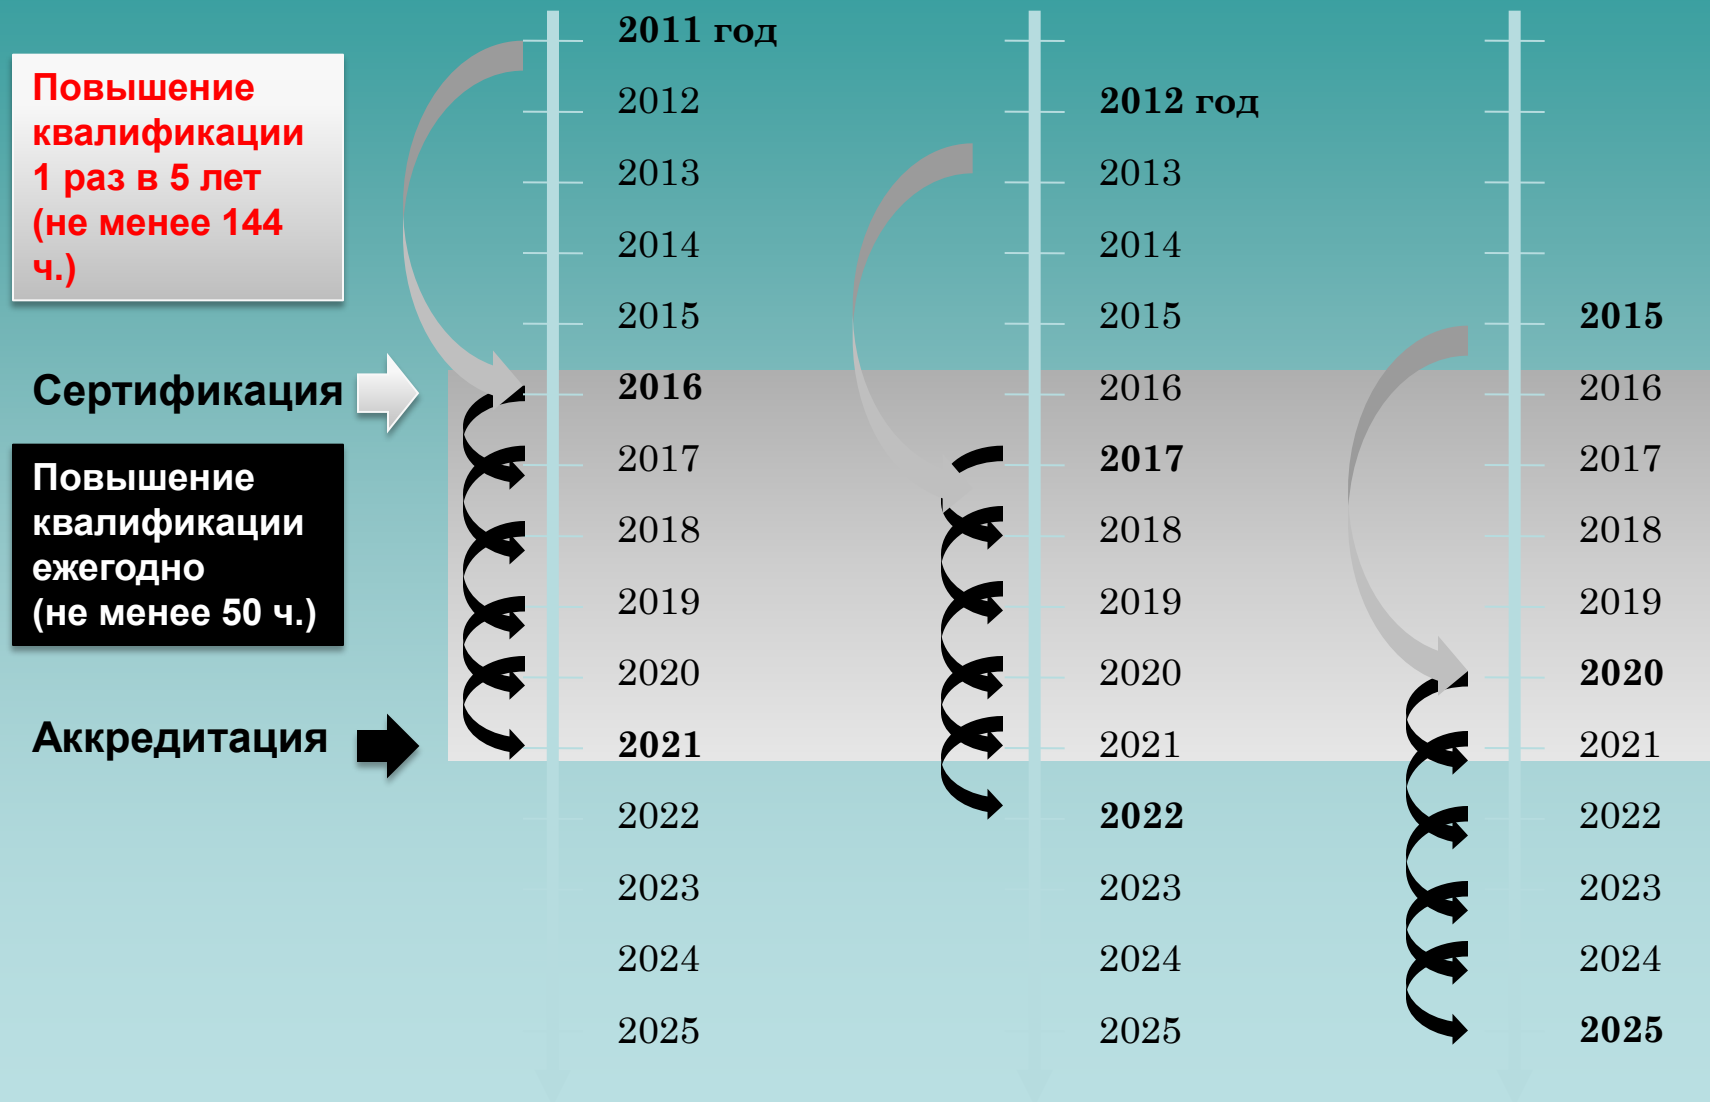 Повышение
квалификации
1 раз в 5 лет
(не менее 144
ч.)
Сертификация
Повышение
квалификации
ежегодно
(не менее 50 ч.)
Аккредитация
2011 год
2012
2013
2014
2015
2016
2017
2018
2019
2020
2021
2022
2023
2024
2025
2012 год
2013
2014
2015
2016
2017
2018
2019
2020
2021
2022
2023
2024
2025
2015
2016
2017
2018
2019
2020
2021
2022
2023
2024
2025